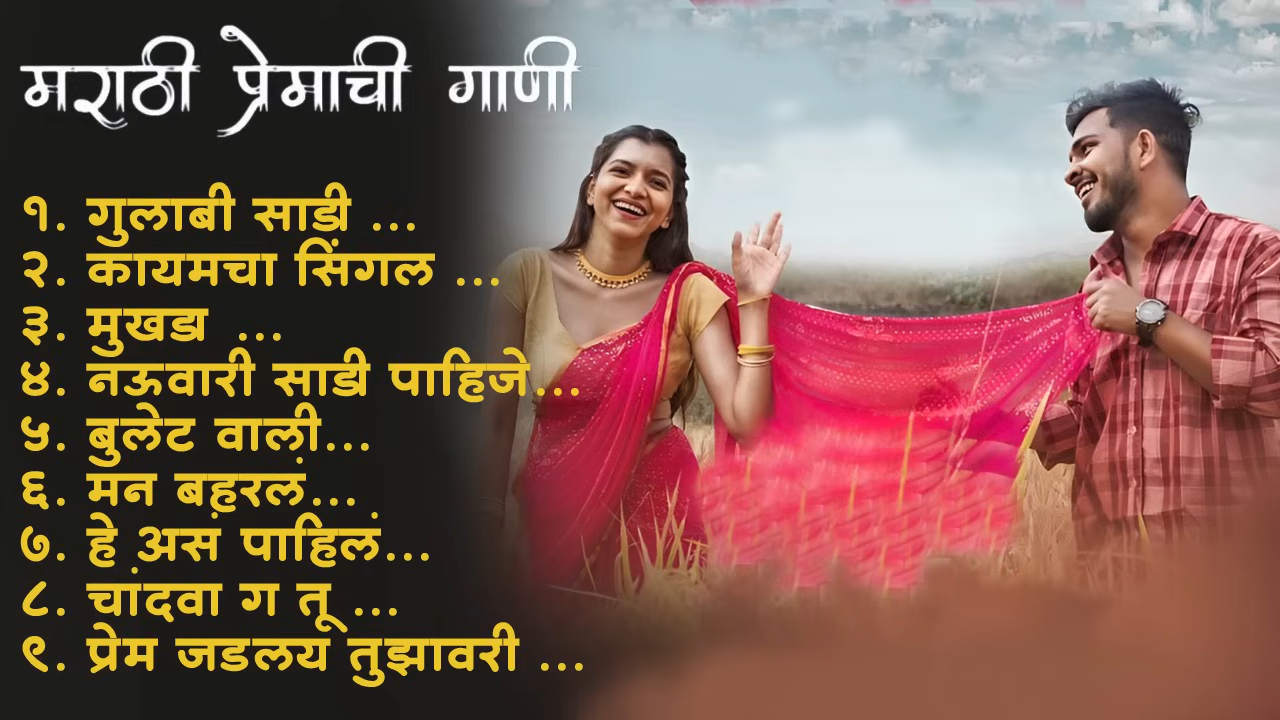 मराठी प्रेमाची गाणी
१. गुलाबी साडी ...
२. कायमचा सिंगल ...
३. मुखडा ...
४. नऊवारी साडी पाहिजे...
५. बुलेट वाली...
६. मन बहरलं...
७. हे असं पाहिलं...
८. चांदवा ग तू ...
९. प्रेम जडलय तुझावरी ...